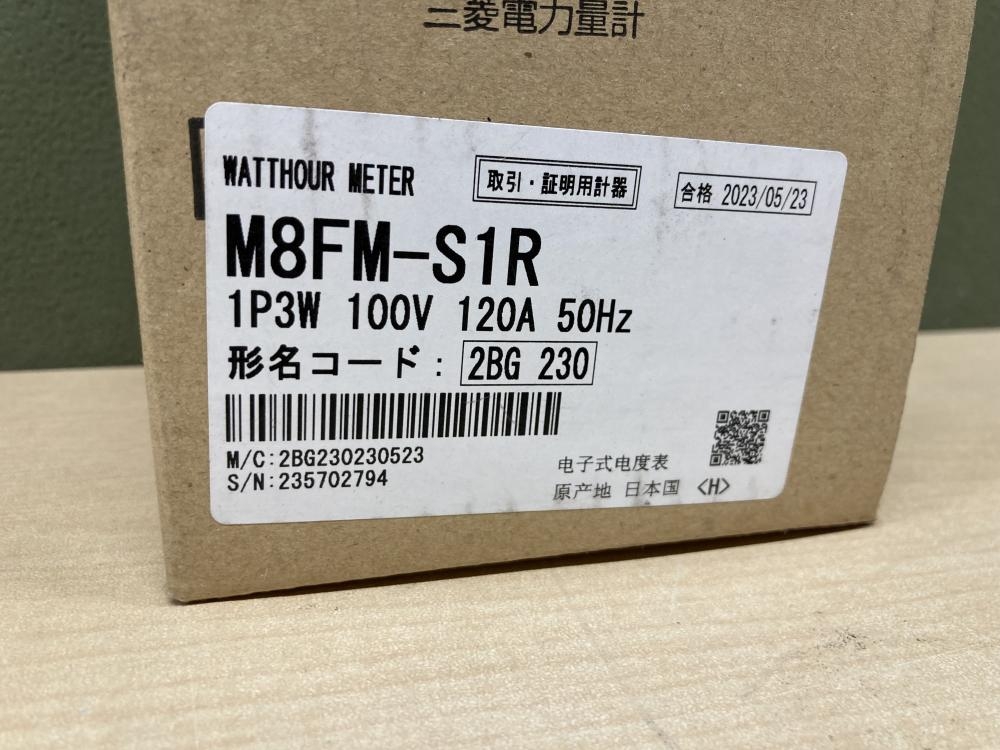 三菱電力量計
WATTHOUR METER
取引・証明用計器
合格 2023/05/23
M8FM-S1R
1P3W 100V 120A 50Hz
形名コード: 2BG 230
M/C:2BG230230523
S/N:235702794
电子式电度表
原产地 日本国 <H>